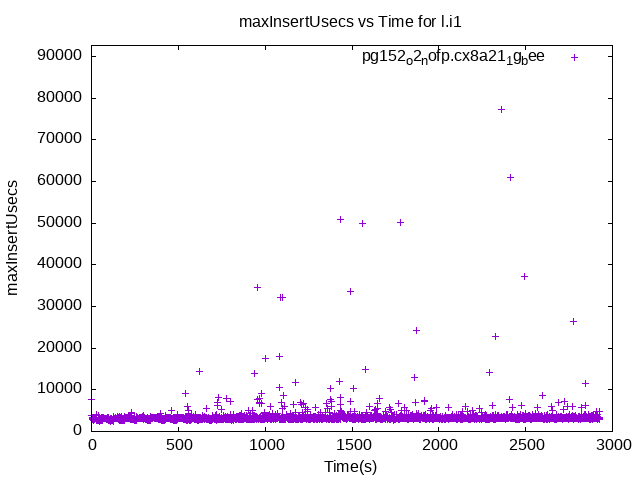 maxInsertUsecs vs Time for l.i1
pg152_o2_nofp.cx8a21_1g_bee
90000
80000
70000
60000
50000
40000
30000
20000
10000
0
maxInsertUsecs
0 500 1000 1500 2000 2500 3000
Time(s)